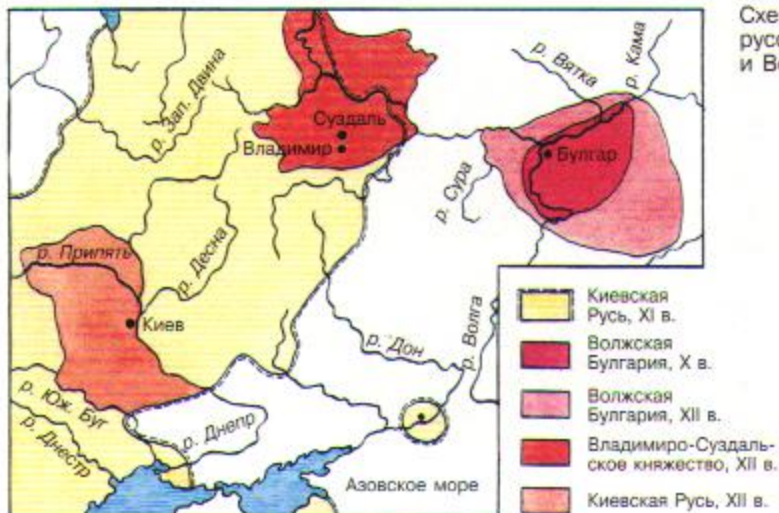 Схе
русс
и Во
р. Зап. Двина
Суздаль
Владимир
р. Вятка
р. Кама
Булгар
р. Сура
р. Припять
р. Десна
Киев
р. Дон
р. Волга
р. Юж. Буг
р. Днестр
р. Днепр
Азовское море
Киевская
Русь, XI в.
Волжская
Булгария, X в.
Волжская
Булгария, XII в.
Владимиро-Суздаль-
ское княжество, XII в.
Киевская Русь, XII в.